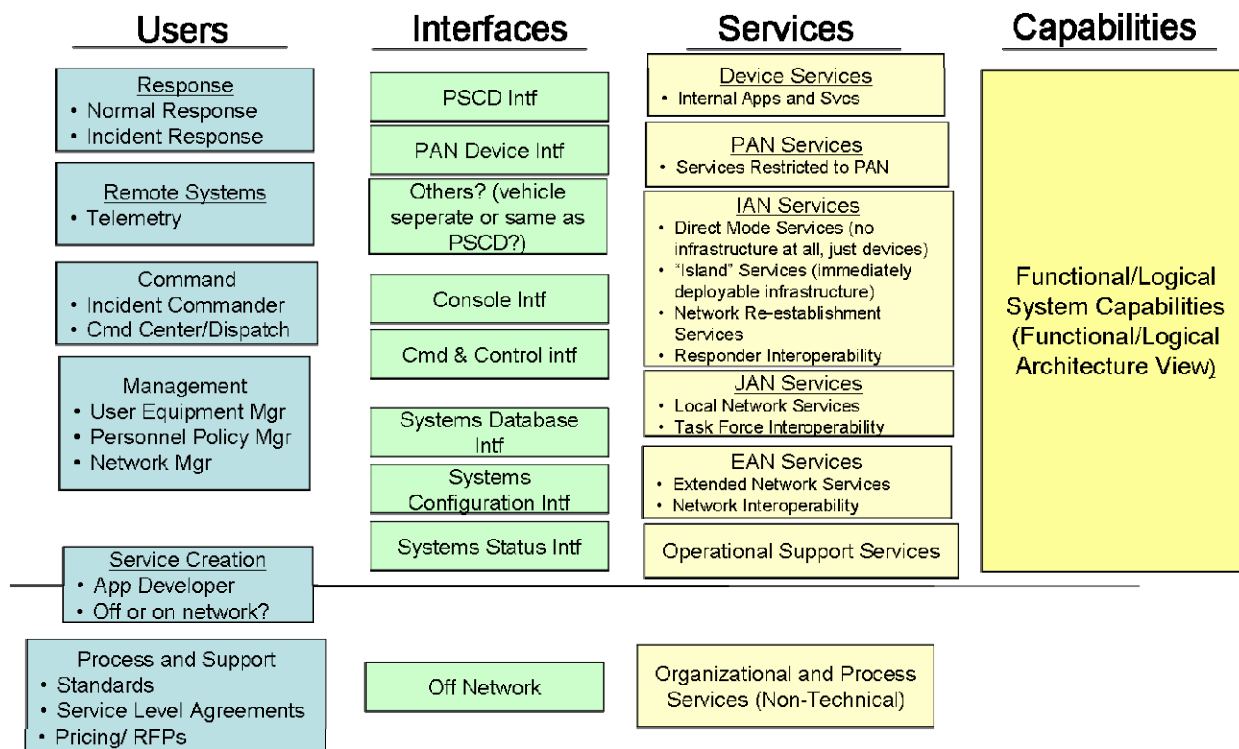 Users
Interfaces
Services
Capabilities
Response
• Normal Response
• Incident Response
Remote Systems
• Telemetry
Command
• Incident Commander
• Cmd Center/Dispatch
Management
• User Equipment Mgr
• Personnel Policy Mgr
• Network Mgr
Service Creation
• App Developer
• Off or on network?
Process and Support
• Standards
• Service Level Agreements
• Pricing/ RFPs
PSCD Intf
PAN Device Intf
Others? (vehicle
seperate or same as
PSCD?)
Console Intf
Cmd & Control intf
Systems Database
Intf
Systems
Configuration Intf
Systems Status Intf
Off Network
Device Services
• Internal Apps and Svcs
PAN Services
• Services Restricted to PAN
IAN Services
• Direct Mode Services (no
infrastructure at all, just devices)
• "Island" Services (immediately
deployable infrastructure)
• Network Re-establishment
Services
• Responder Interoperability
JAN Services
• Local Network Services
• Task Force Interoperability
EAN Services
• Extended Network Services
• Network Interoperability
Operational Support Services
Organizational and Process
Services (Non-Technical)
Functional/Logical
System Capabilities
(Functional/Logical
Architecture View)